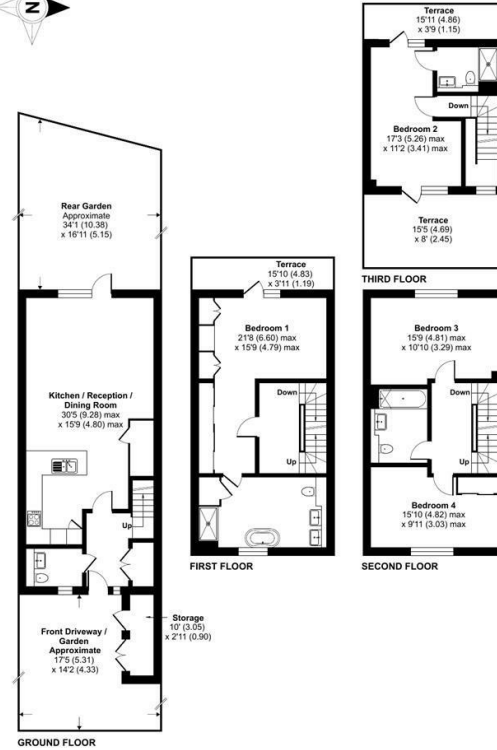 N
Terrace
15'11 (4.86)
x 3'9 (1.15)
Down
Bedroom 2
17'3 (5.26) max
x 11'2 (3.41) max
Terrace
15'5 (4.69)
x 8' (2.45)
THIRD FLOOR
Rear Garden
Approximate
34'1 (10.38)
x 16'11 (5.15)
Terrace
15'10 (4.83)
x 3'11 (1.19)
Bedroom 1
21'8 (6.60) max
x 15'9 (4.79) max
Down
Up
FIRST FLOOR
Bedroom 3
15'9 (4.81) max
x 10'10 (3.29) max
Down
Up
Bedroom 4
15'10 (4.82) max
x 9'11 (3.03) max
SECOND FLOOR
Kitchen / Reception /
Dining Room
30'5 (9.28) max
x 15'9 (4.80) max
Up
Storage
10' (3.05)
x 2'11 (0.90)
Front Driveway /
Garden
Approximate
17'5 (5.31)
x 14'2 (4.33)
GROUND FLOOR